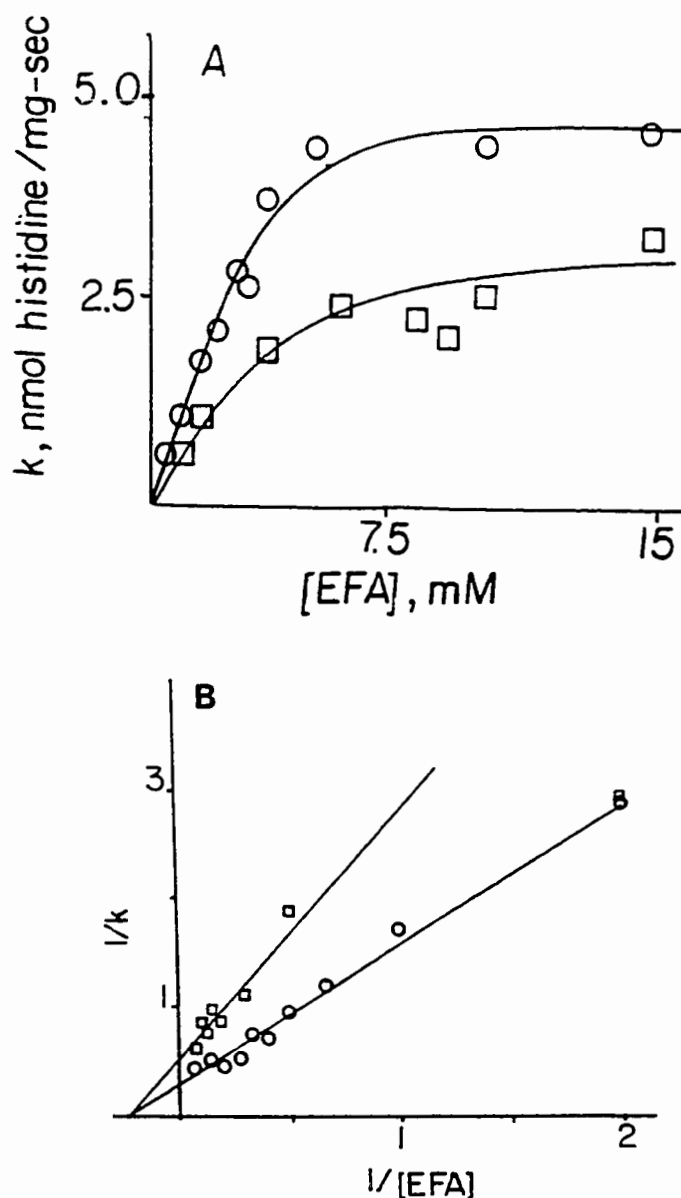 A
5.0
2.5
k, nmol histidine/mg-sec
7.5
15
[EFA], mM
B
3
1
1/k
1
2
1/[EFA]